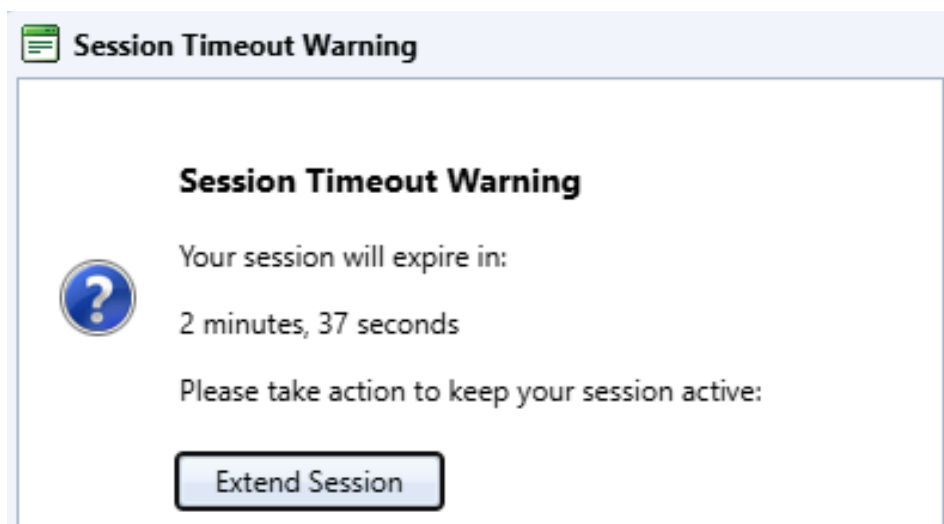 Session Timeout Warning
Session Timeout Warning
Your session will expire in:
2 minutes, 37 seconds
Please take action to keep your session active:
Extend Session